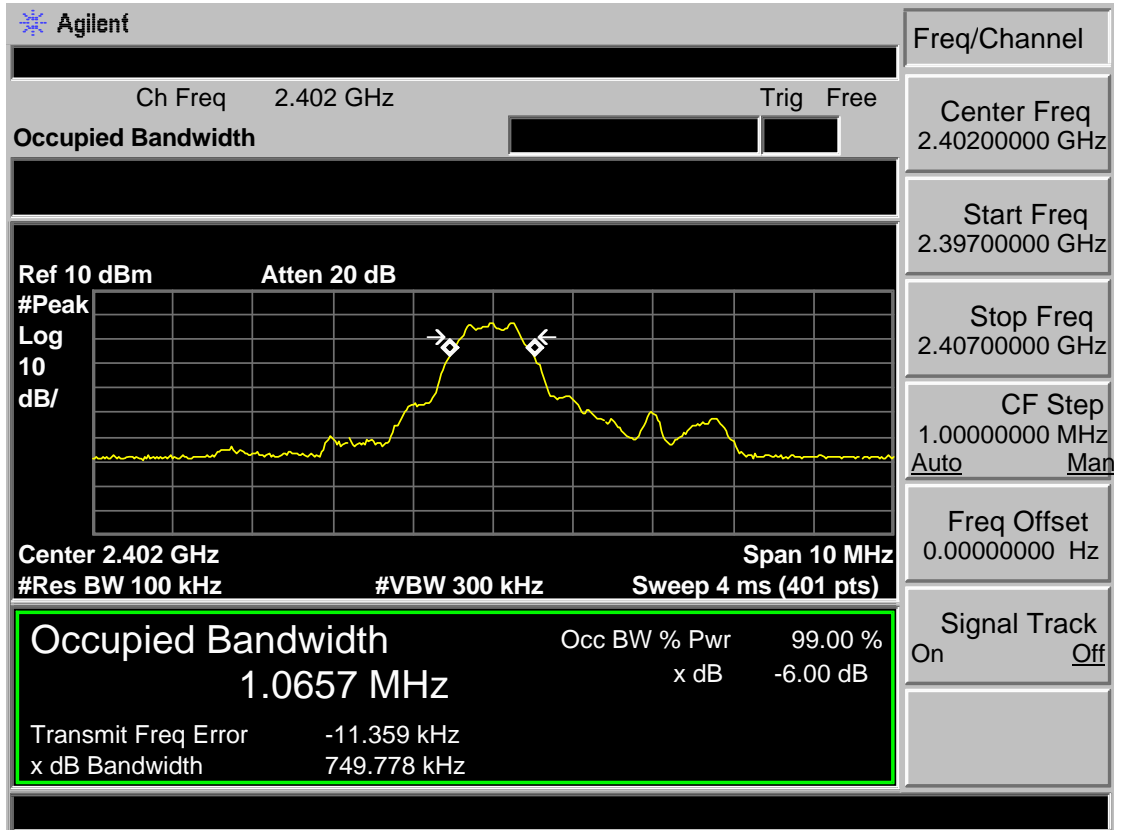 Agilent
Freq/Channel
Ch Freq 2.402 GHz Trig Free
Occupied Bandwidth
Center Freq
2.40200000 GHz
Start Freq
2.39700000 GHz
Stop Freq
2.40700000 GHz
CF Step
1.00000000 MHz
Auto Man
Freq Offset
0.00000000 Hz
Signal Track
On Off
Ref 10 dBm Atten 20 dB
#Peak
Log
10
dB/
Center 2.402 GHz Span 10 MHz
#Res BW 100 kHz #VBW 300 kHz Sweep 4 ms (401 pts)
Occupied Bandwidth Occ BW % Pwr 99.00 %
1.0657 MHz x dB -6.00 dB
Transmit Freq Error -11.359 kHz
x dB Bandwidth 749.778 kHz